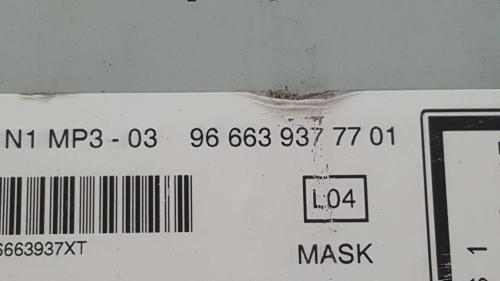 N1 MP3 - 03 96 663 937 77 01
L04
6663937XT
MASK